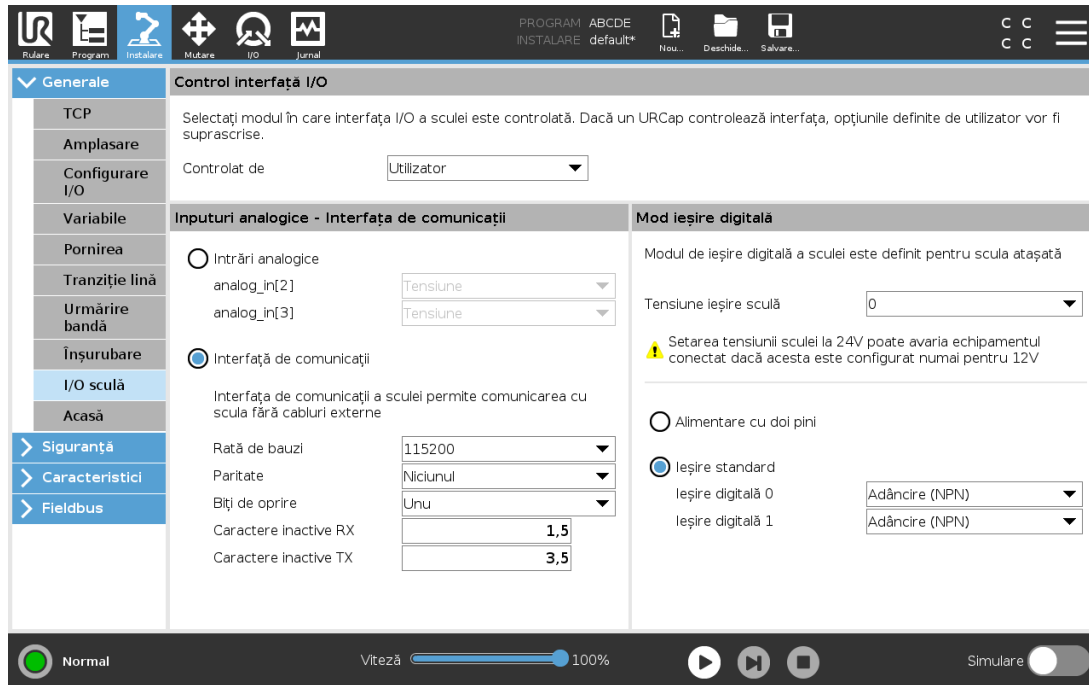 PROGRAM ABCDE
INSTALARE default*
C C
C C
Rulare
Program
Instalare
Mutare
I/O
Jurnal
Nou...
Deschide...
Salvare...
Generale
TCP
Amplasare
Configurare
I/O
Variabile
Pornirea
Tranziție lină
Urmărire
bandă
Înșurubare
I/O sculă
Acasă
Siguranță
Caracteristici
Fieldbus
Control interfață I/O
Selectați modul în care interfața I/O a sculei este controlată. Dacă un URCap controlează interfața, opțiunile definite de utilizator vor fi
suprascrise.
Controlat de Utilizator
Inputuri analogice - Interfața de comunicații
Intrări analogice
analog_in[2] Tensiune
analog_in[3] Tensiune
Interfață de comunicații
Interfața de comunicații a sculei permite comunicarea cu
scula fără cabluri externe
Rată de bauzi 115200
Paritate Niciunul
Biți de oprire Unu
Caractere inactive RX 1,5
Caractere inactive TX 3,5
Mod ieșire digitală
Modul de ieșire digitală a sculei este definit pentru scula atașată
Tensiune ieșire sculă 0
Setarea tensiunii sculei la 24V poate avaria echipamentul
conectat dacă acesta este configurat numai pentru 12V
Alimentare cu doi pini
Ieșire standard
Ieșire digitală 0 Adâncire (NPN)
Ieșire digitală 1 Adâncire (NPN)
Normal
Viteză 100%
Simulare